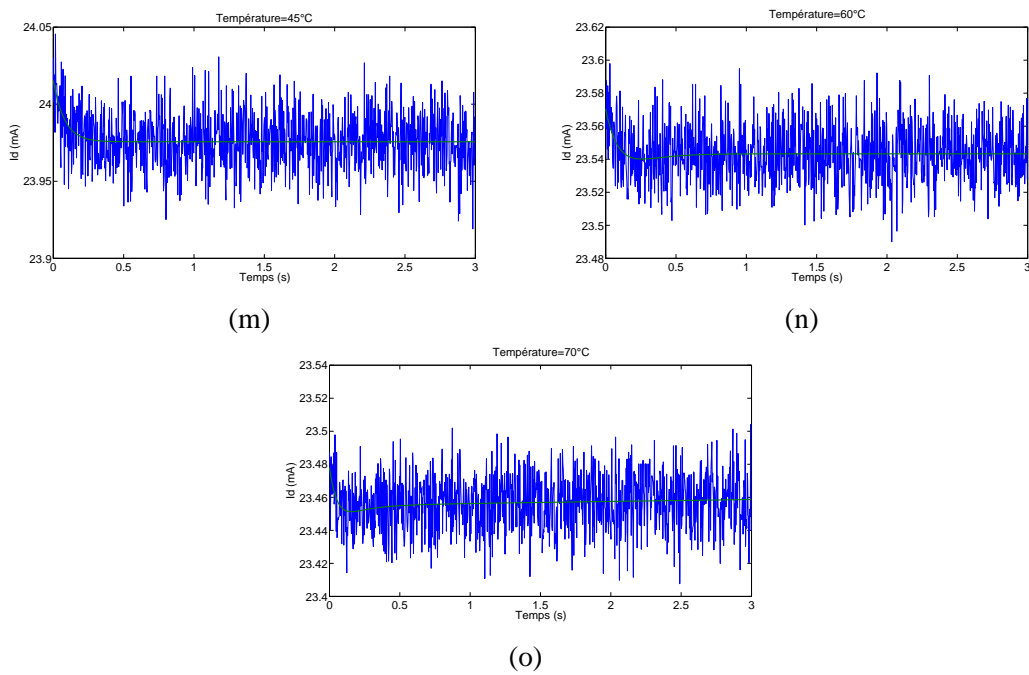 Température=45°C
24.05
24
23.95
23.9
Id (mA)
0 0.5 1 1.5 2 2.5 3
Temps (s)
(m)
Température=60°C
23.62
23.6
23.58
23.56
23.54
23.52
23.5
23.48
Id (mA)
0 0.5 1 1.5 2 2.5 3
Temps (s)
(n)
Température=70°C
23.54
23.5
23.48
23.46
23.44
23.42
23.4
Id (mA)
0 0.5 1 1.5 2 2.5 3
Temps (s)
(o)